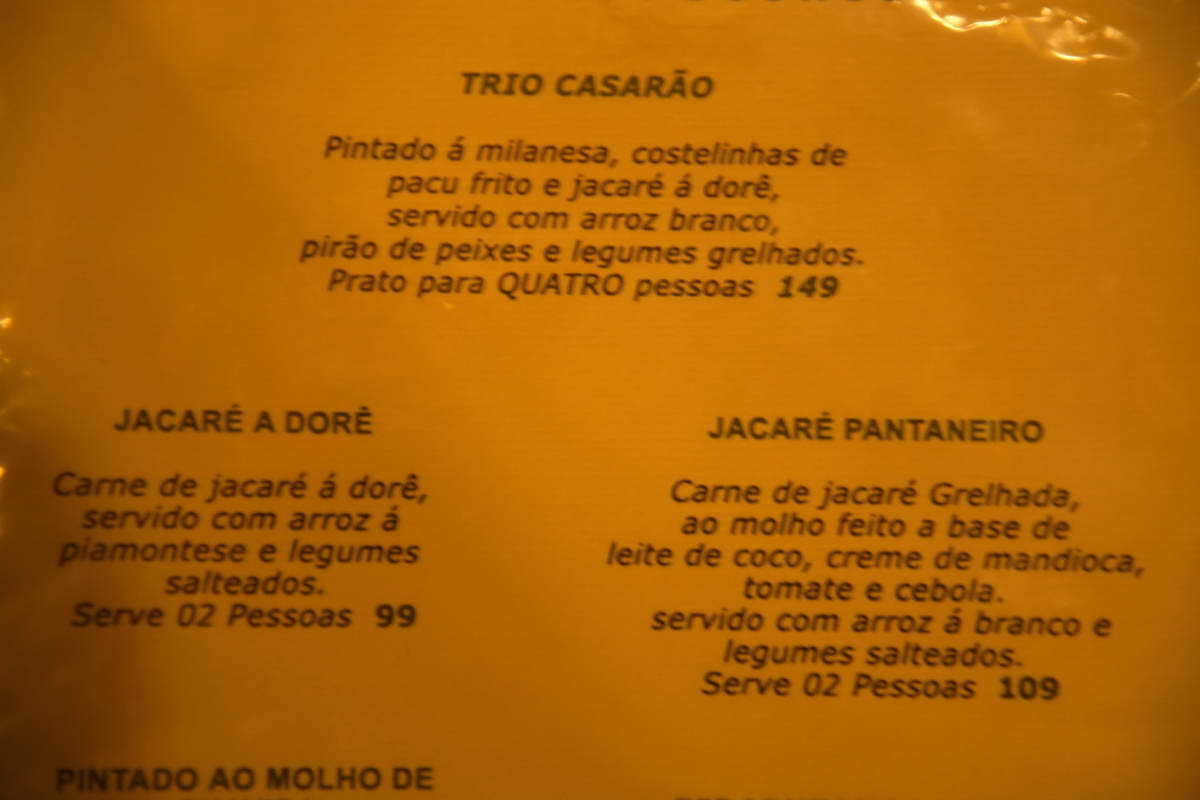 TRIO CASARÃO
Pintado á milanesa, costelinhas de
pacu frito e jacaré á dorê,
servido com arroz branco,
pirão de peixes e legumes grelhados.
Prato para QUATRO pessoas 149
JACARÉ A DORÊ
Carne de jacaré á dorê,
servido com arroz á
piamontese e legumes
salteados.
Serve 02 Pessoas 99
JACARÉ PANTANEIRO
Carne de jacaré Grelhada,
ao molho feito a base de
leite de coco, creme de mandioca,
tomate e cebola.
servido com arroz á branco e
legumes salteados.
Serve 02 Pessoas 109
PINTADO AO MOLHO DE